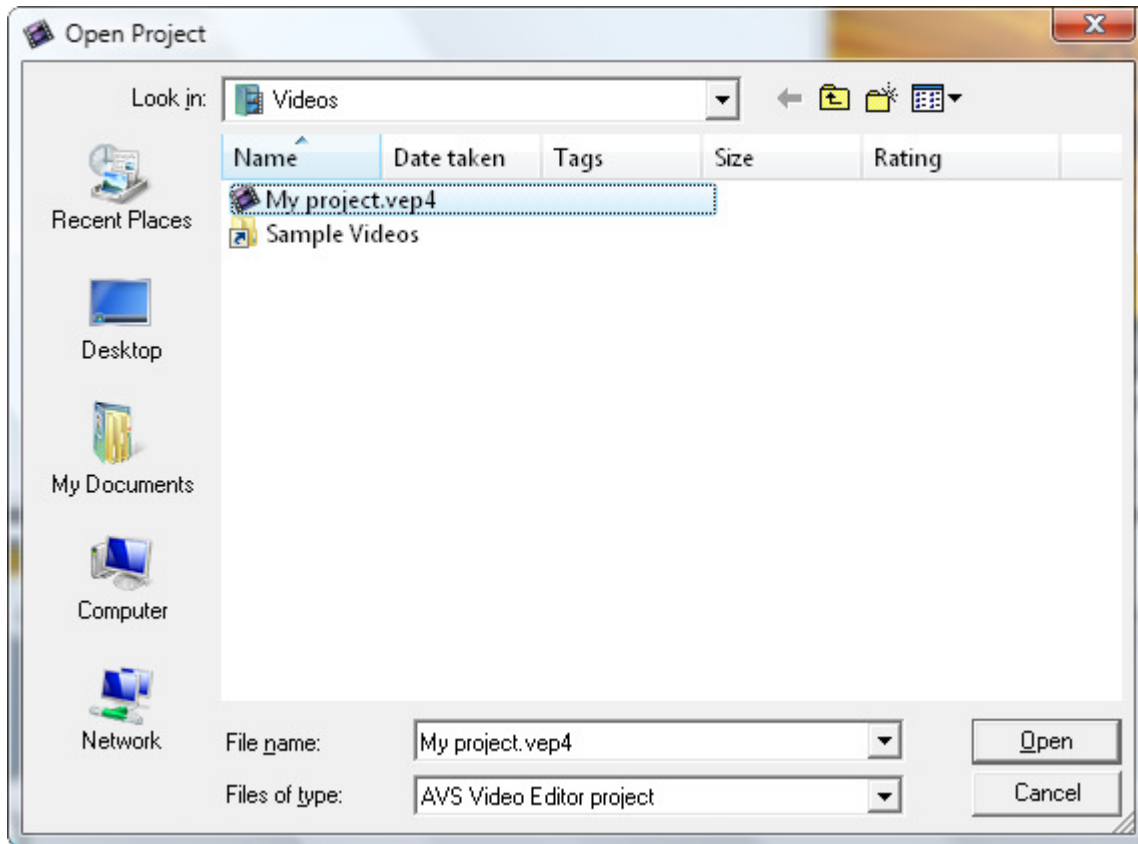 Open Project
Look in: Videos
Name Date taken Tags Size Rating
My project.vep4
Sample Videos
Recent Places
Desktop
My Documents
Computer
Network
File name: My project.vep4 Open
Files of type: AVS Video Editor project Cancel